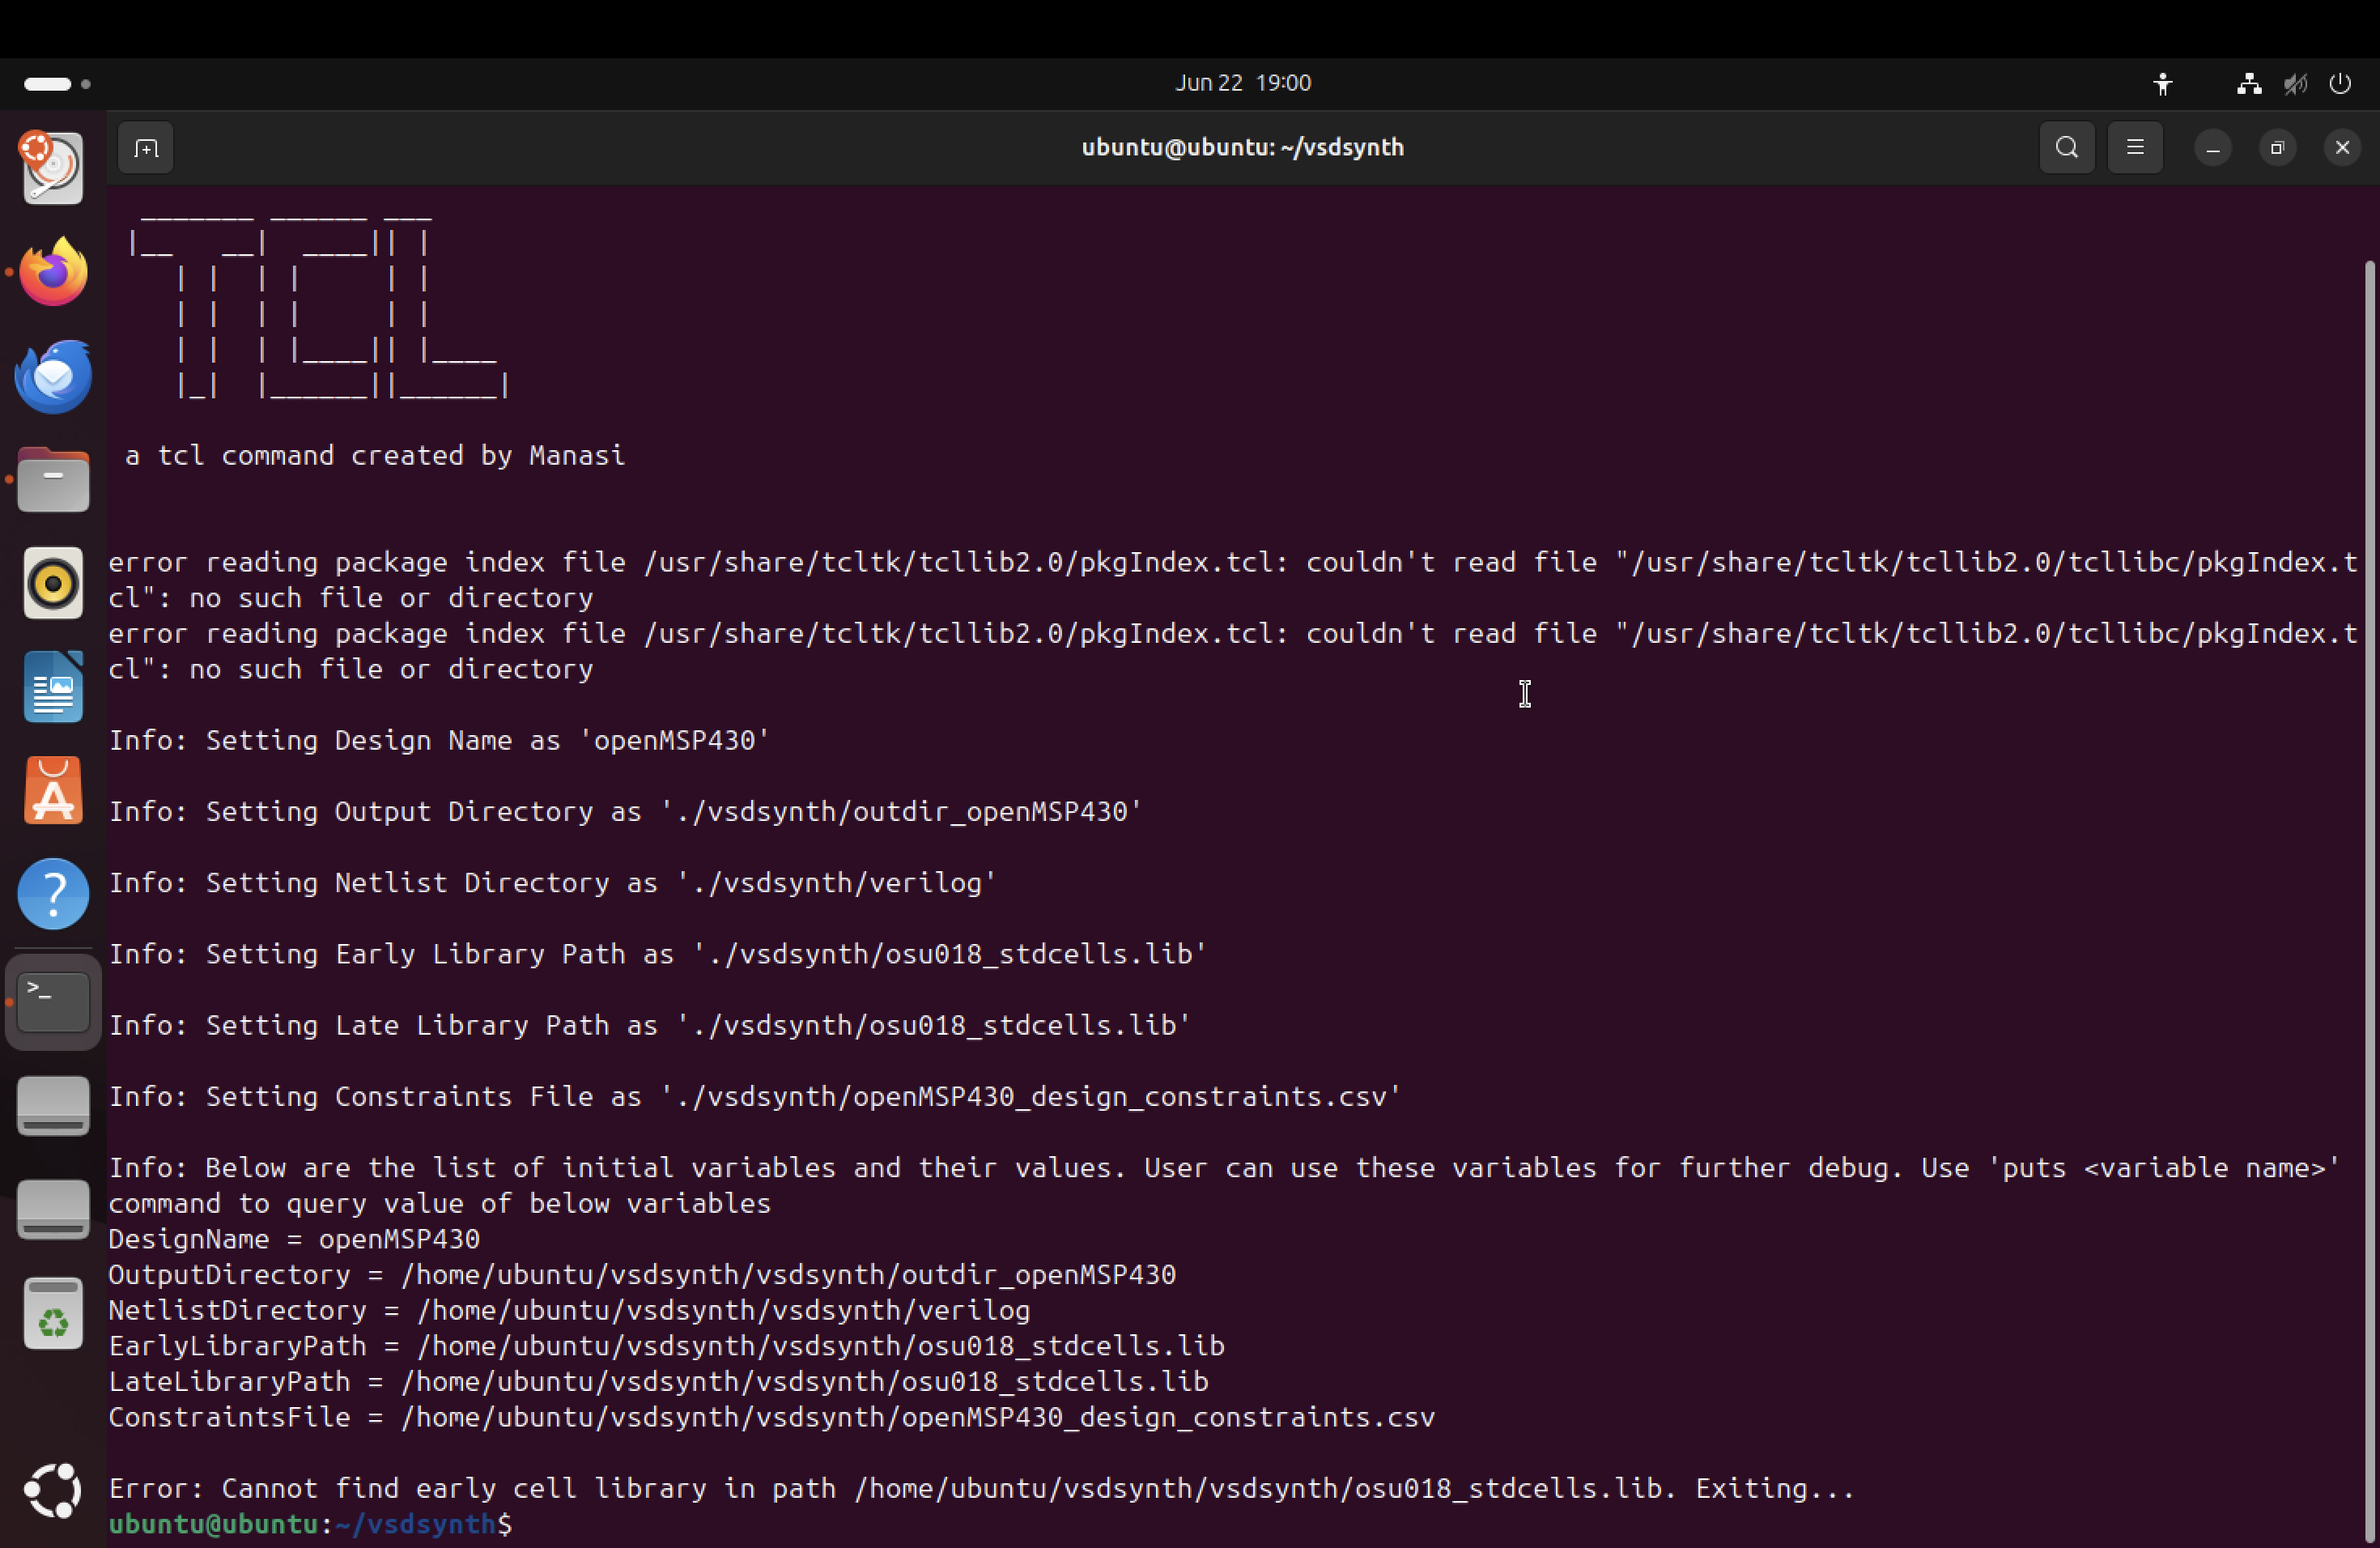 Jun 22 19:00
ubuntu@ubuntu: ~/vsdsynth
 _______ ______ ___
|__   __|  ____|| |
   | |  | |     | |
   | |  | |     | |
   | |  | |____|| |____
   |_|  |______||______|
a tcl command created by Manasi
error reading package index file /usr/share/tcltk/tcllib2.0/pkgIndex.tcl: couldn't read file "/usr/share/tcltk/tcllib2.0/tcllibc/pkgIndex.t
cl": no such file or directory
error reading package index file /usr/share/tcltk/tcllib2.0/pkgIndex.tcl: couldn't read file "/usr/share/tcltk/tcllib2.0/tcllibc/pkgIndex.t
cl": no such file or directory
Info: Setting Design Name as 'openMSP430'
Info: Setting Output Directory as './vsdsynth/outdir_openMSP430'
Info: Setting Netlist Directory as './vsdsynth/verilog'
Info: Setting Early Library Path as './vsdsynth/osu018_stdcells.lib'
Info: Setting Late Library Path as './vsdsynth/osu018_stdcells.lib'
Info: Setting Constraints File as './vsdsynth/openMSP430_design_constraints.csv'
Info: Below are the list of initial variables and their values. User can use these variables for further debug. Use 'puts <variable name>'
command to query value of below variables
DesignName = openMSP430
OutputDirectory = /home/ubuntu/vsdsynth/vsdsynth/outdir_openMSP430
NetlistDirectory = /home/ubuntu/vsdsynth/vsdsynth/verilog
EarlyLibraryPath = /home/ubuntu/vsdsynth/vsdsynth/osu018_stdcells.lib
LateLibraryPath = /home/ubuntu/vsdsynth/vsdsynth/osu018_stdcells.lib
ConstraintsFile = /home/ubuntu/vsdsynth/vsdsynth/openMSP430_design_constraints.csv
Error: Cannot find early cell library in path /home/ubuntu/vsdsynth/vsdsynth/osu018_stdcells.lib. Exiting...
ubuntu@ubuntu:~/vsdsynth$